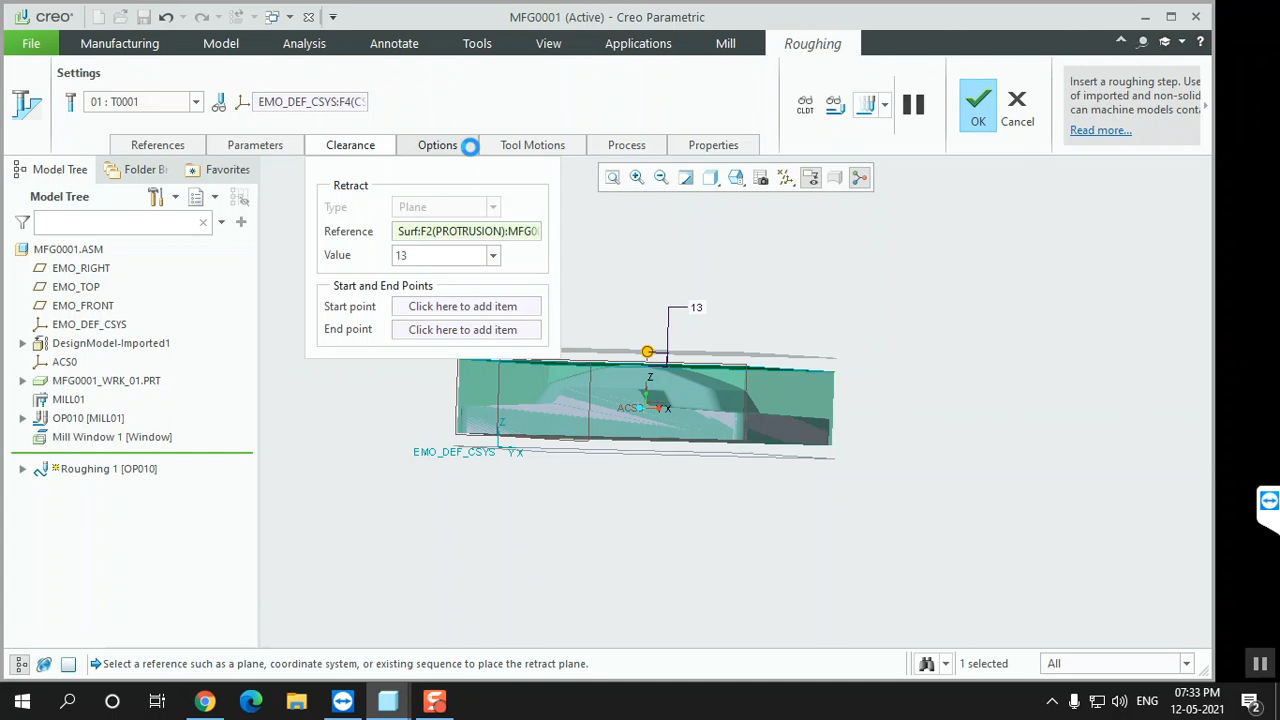 creo
MFG0001 (Active) - Creo Parametric
File
Manufacturing
Model
Analysis
Annotate
Tools
View
Applications
Mill
Roughing
Settings
01 : T0001
EMO_DEF_CSYS:F4(CS
CLDT
OK
Cancel
Insert a roughing step. Use
of imported and non-solid
can machine models cont
Read more...
References
Parameters
Clearance
Options
Tool Motions
Process
Properties
Model Tree
Folder B
Favorites
Model Tree
MFG0001.ASM
EMO_RIGHT
EMO_TOP
EMO_FRONT
EMO_DEF_CSYS
DesignModel-Imported1
ACS0
MFG0001_WRK_01.PRT
MILL01
OP010 [MILL01]
Mill Window 1 [Window]
Roughing 1 [OP010]
Retract
Type
Plane
Reference
Surf:F2(PROTRUSION):MFG0
Value
13
Start and End Points
Start point
Click here to add item
End point
Click here to add item
13
Z
ACS
X
Z
EMO_DEF_CSYS
Y X
Select a reference such as a plane, coordinate system, or existing sequence to place the retract plane.
1 selected
All
ENG
07:33 PM
12-05-2021
2